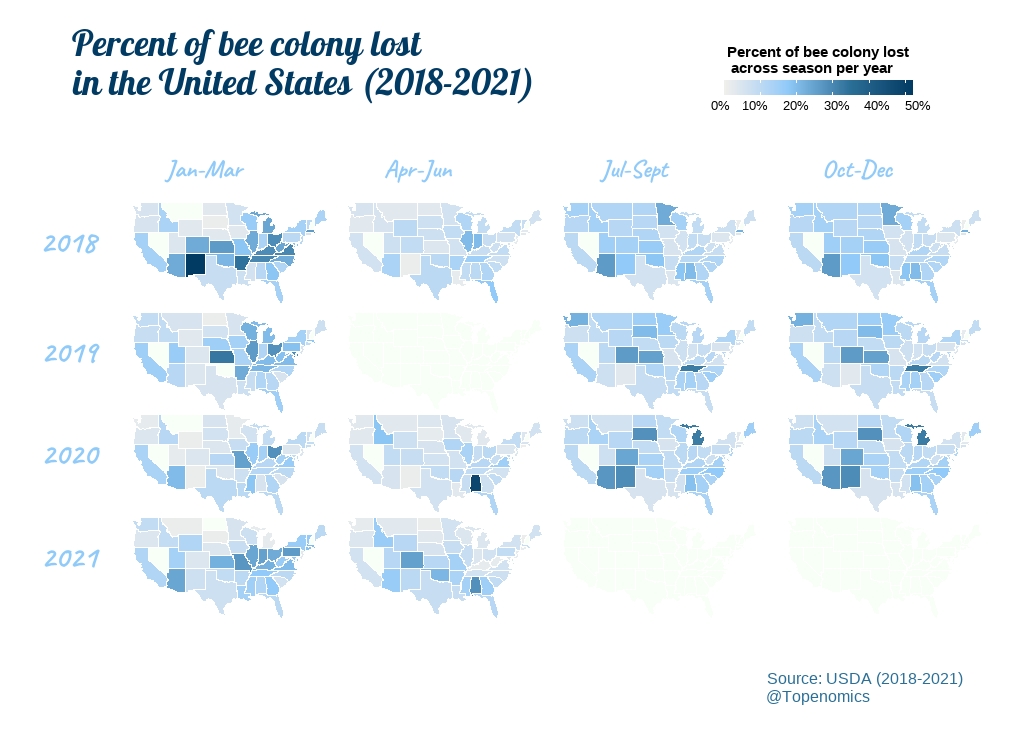 Percent of bee colony lost
in the United States (2018-2021)
Percent of bee colony lost
across season per year
0% 10% 20% 30% 40% 50%
Jan-Mar Apr-Jun Jul-Sept Oct-Dec
2018
2019
2020
2021
Source: USDA (2018-2021)
@Topenomics